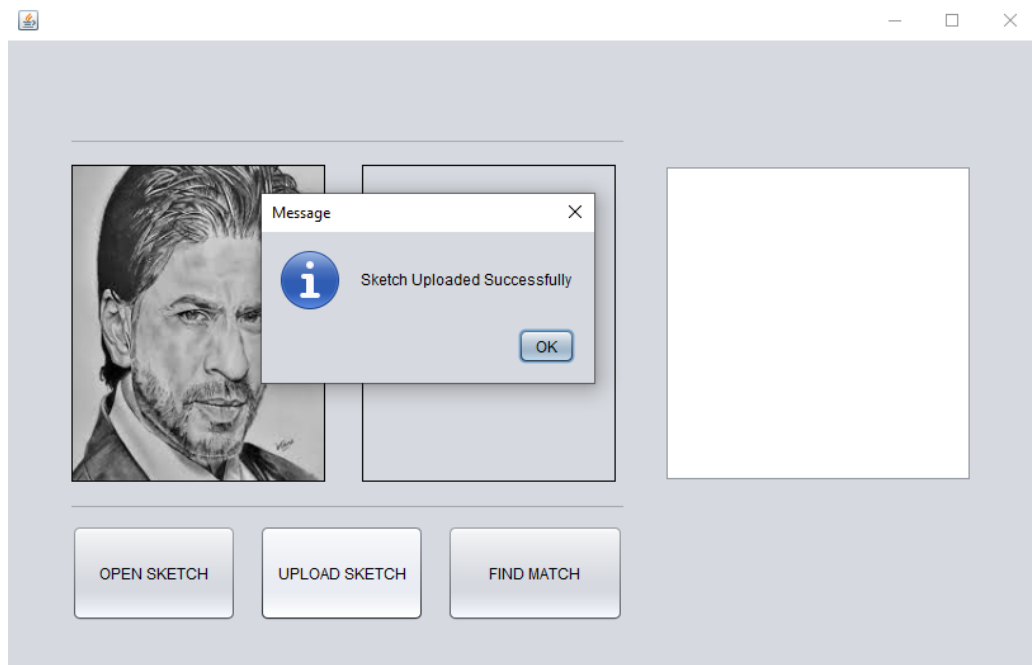 Message
Sketch Uploaded Successfully
OK
OPEN SKETCH
UPLOAD SKETCH
FIND MATCH